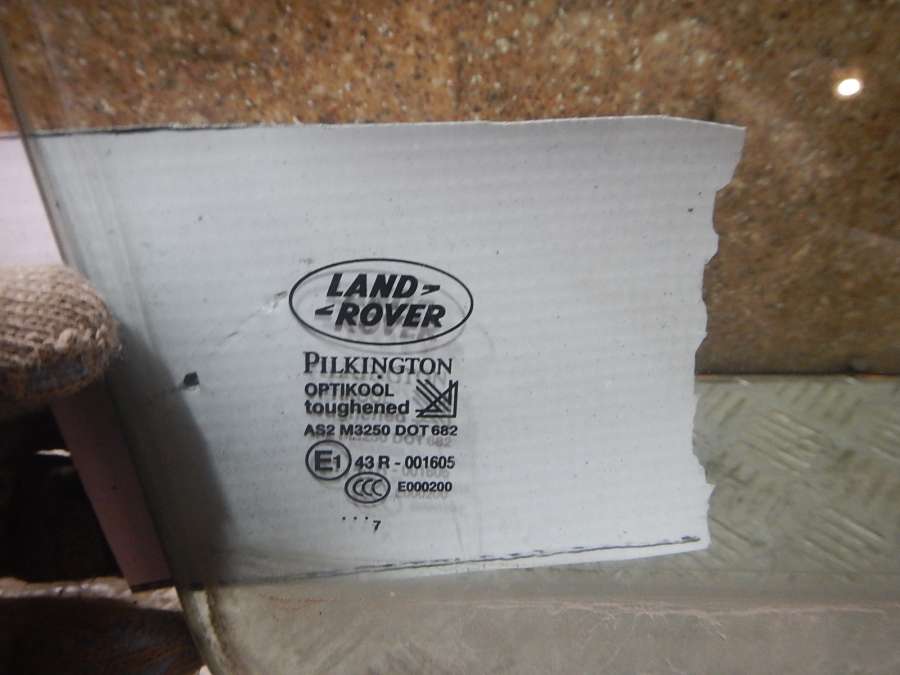 LAND
ROVER
PILKINGTON
OPTIKOOL
toughened
AS2 M3250 DOT 682
E1 43 R - 001605
CCC E000200
. . . 7